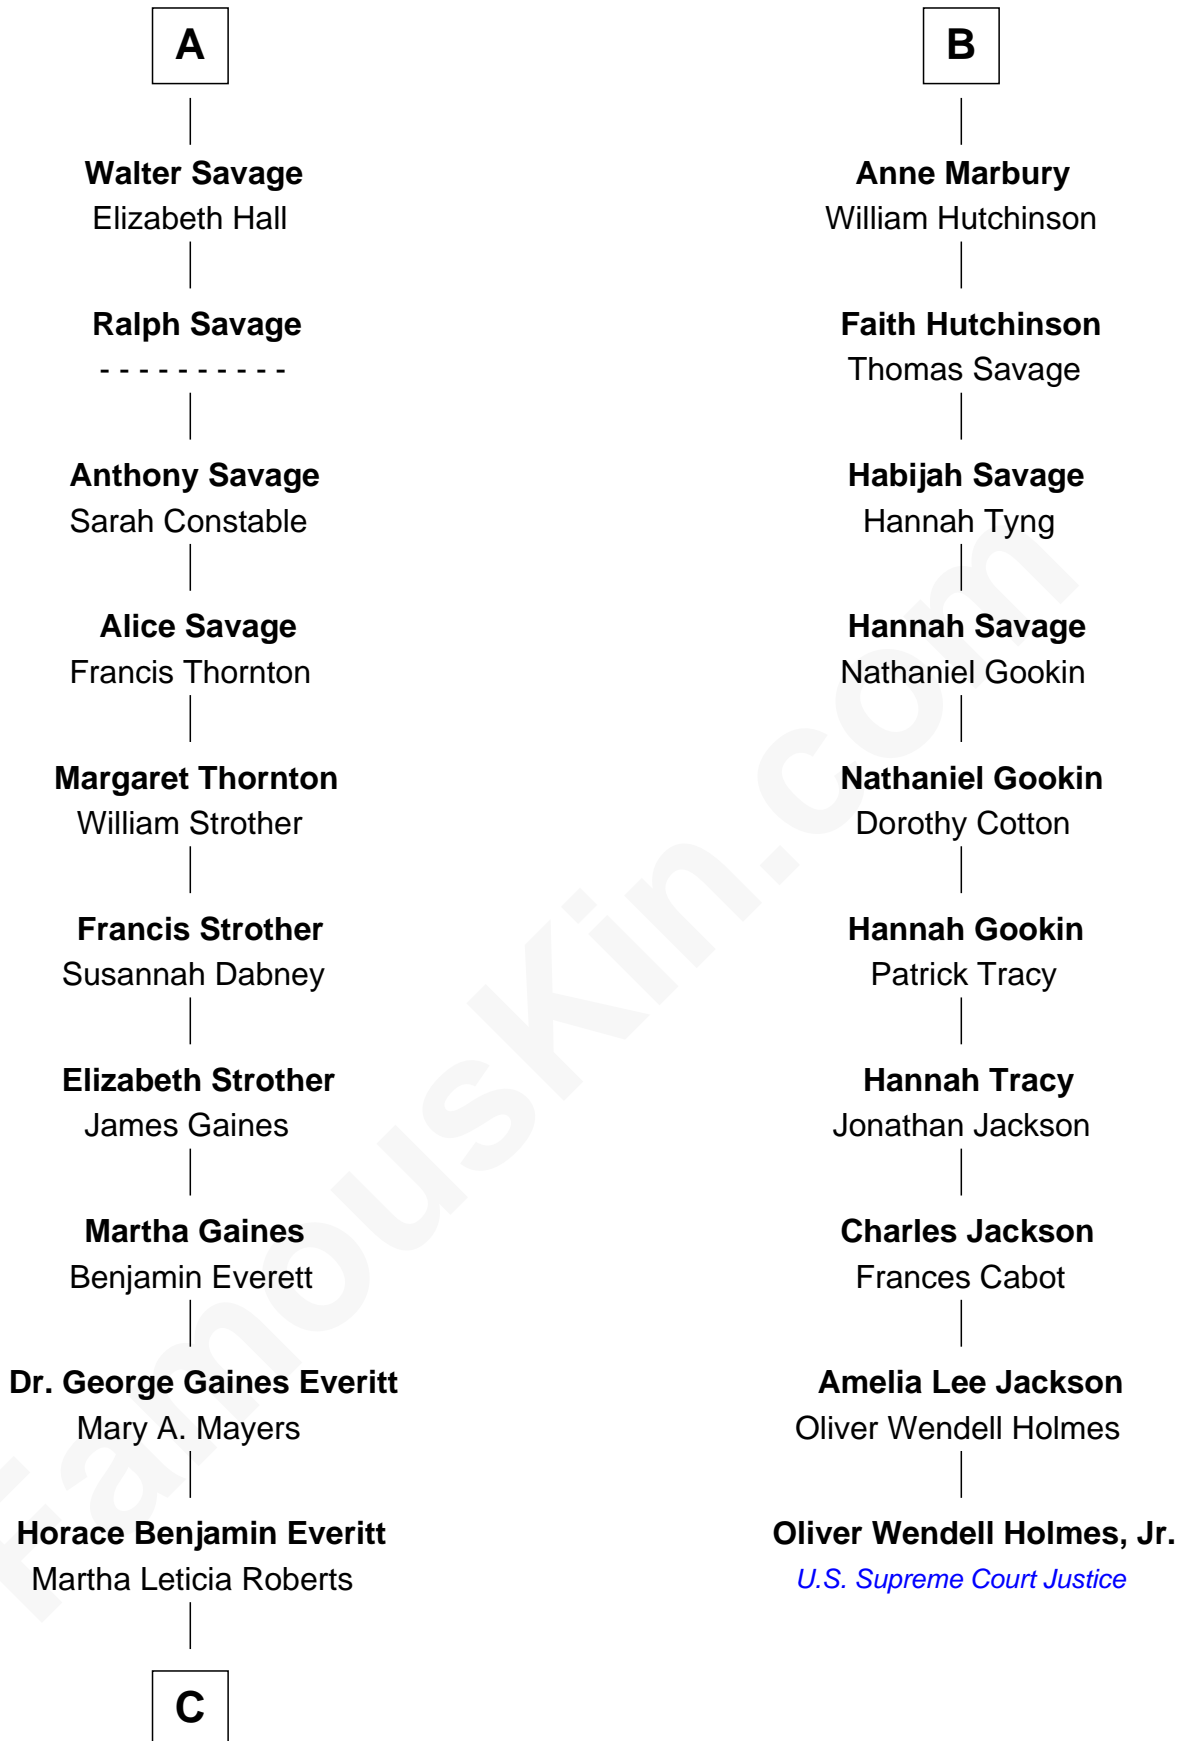 A
Walter Savage
Elizabeth Hall
Ralph Savage
- - - - - - - - - -
Anthony Savage
Sarah Constable
Alice Savage
Francis Thornton
Margaret Thornton
William Strother
Francis Strother
Susannah Dabney
Elizabeth Strother
James Gaines
Martha Gaines
Benjamin Everett
Dr. George Gaines Everitt
Mary A. Mayers
Horace Benjamin Everitt
Martha Leticia Roberts
C
B
Anne Marbury
William Hutchinson
Faith Hutchinson
Thomas Savage
Habijah Savage
Hannah Tyng
Hannah Savage
Nathaniel Gookin
Nathaniel Gookin
Dorothy Cotton
Hannah Gookin
Patrick Tracy
Hannah Tracy
Jonathan Jackson
Charles Jackson
Frances Cabot
Amelia Lee Jackson
Oliver Wendell Holmes
Oliver Wendell Holmes, Jr.
U.S. Supreme Court Justice
FamousKin.com